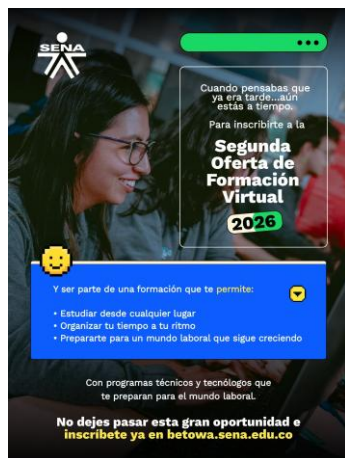 SENA
Cuando pensabas que
ya era tarde...aún
estás a tiempo.
Para inscribirte a la
Segunda
Oferta de
Formación
Virtual
2026
Y ser parte de una formación que te permite:
• Estudiar desde cualquier lugar
• Organizar tu tiempo a tu ritmo
• Prepararte para un mundo laboral que sigue creciendo
Con programas técnicos y tecnólogos que
te preparan para el mundo laboral.
No dejes pasar esta gran oportunidad e
inscríbete ya en betowa.sena.edu.co